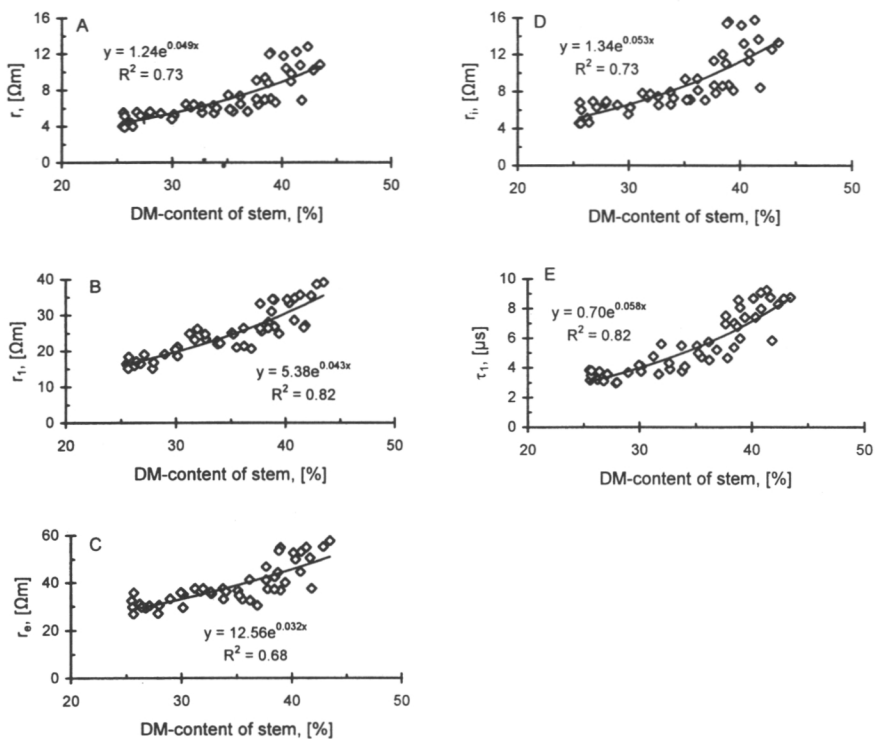 A
y = 1.24e^0.049x
R² = 0.73
r, [Ωm]
16
12
8
4
0
20
30
40
50
DM-content of stem, [%]
D
y = 1.34e^0.053x
R² = 0.73
r_i, [Ωm]
16
12
8
4
0
20
30
40
50
DM-content of stem, [%]
B
y = 5.38e^0.043x
R² = 0.82
r_1, [Ωm]
40
30
20
10
0
20
30
40
50
DM-content of stem, [%]
E
y = 0.70e^0.058x
R² = 0.82
τ_1, [µs]
10
8
6
4
2
0
20
30
40
50
DM-content of stem, [%]
C
y = 12.56e^0.032x
R² = 0.68
r_e, [Ωm]
60
40
20
0
20
30
40
50
DM-content of stem, [%]